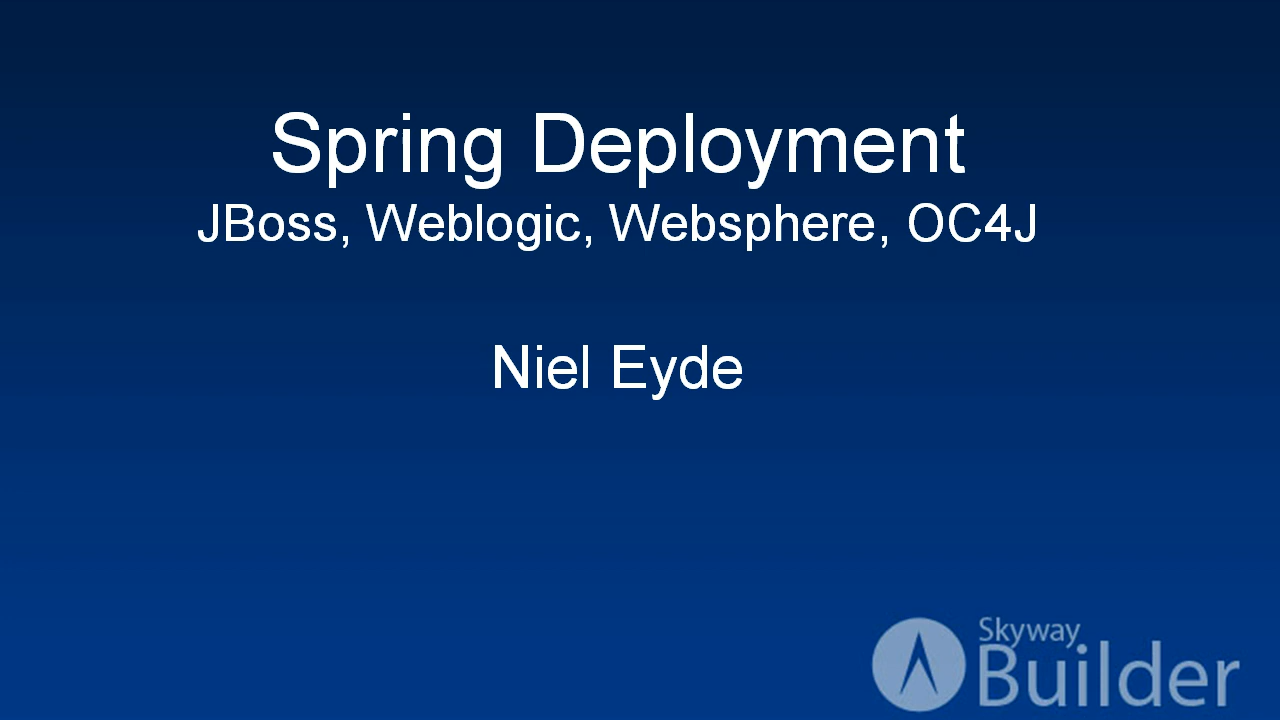 Spring Deployment
JBoss, Weblogic, Websphere, OC4J
Niel Eyde
Skyway
Builder